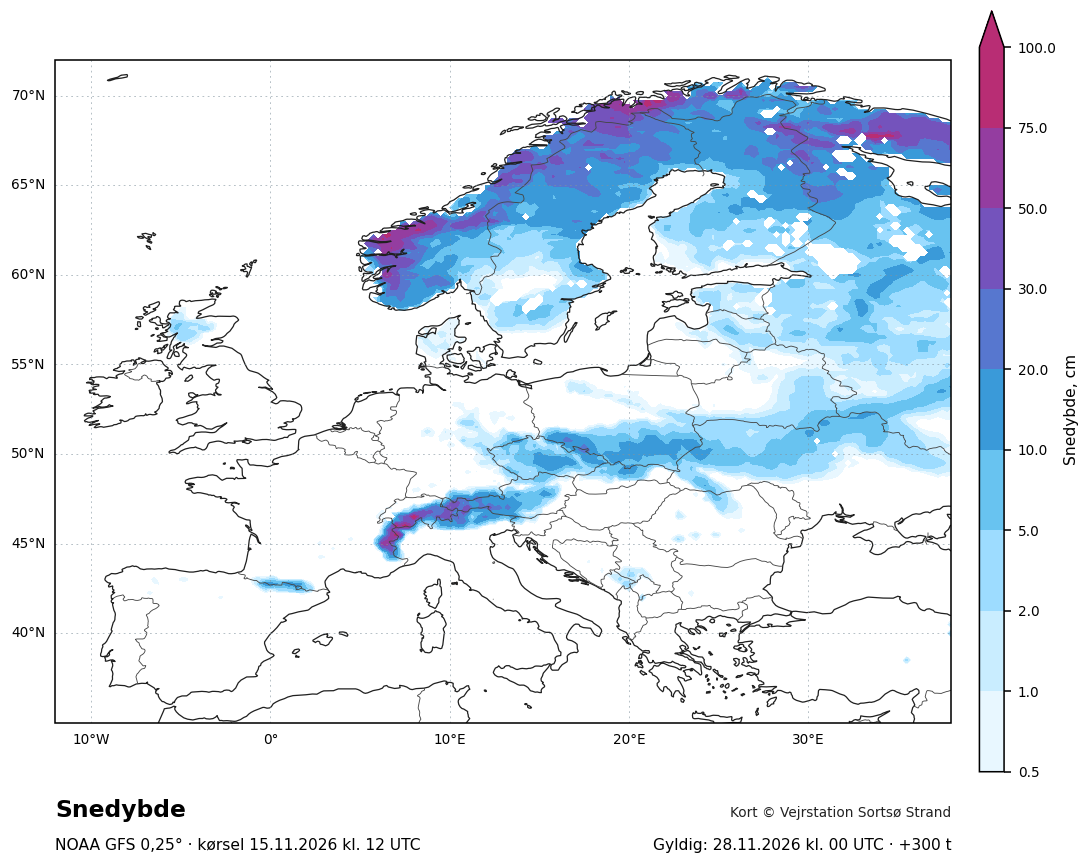 100.0
75.0
50.0
30.0
20.0
10.0
5.0
2.0
1.0
0.5
Snedybde, cm
70°N
65°N
60°N
55°N
50°N
45°N
40°N
10°W
0°
10°E
20°E
30°E
Snedybde
Kort © Vejrstation Sortsø Strand
NOAA GFS 0,25° · kørsel 15.11.2026 kl. 12 UTC
Gyldig: 28.11.2026 kl. 00 UTC · +300 t